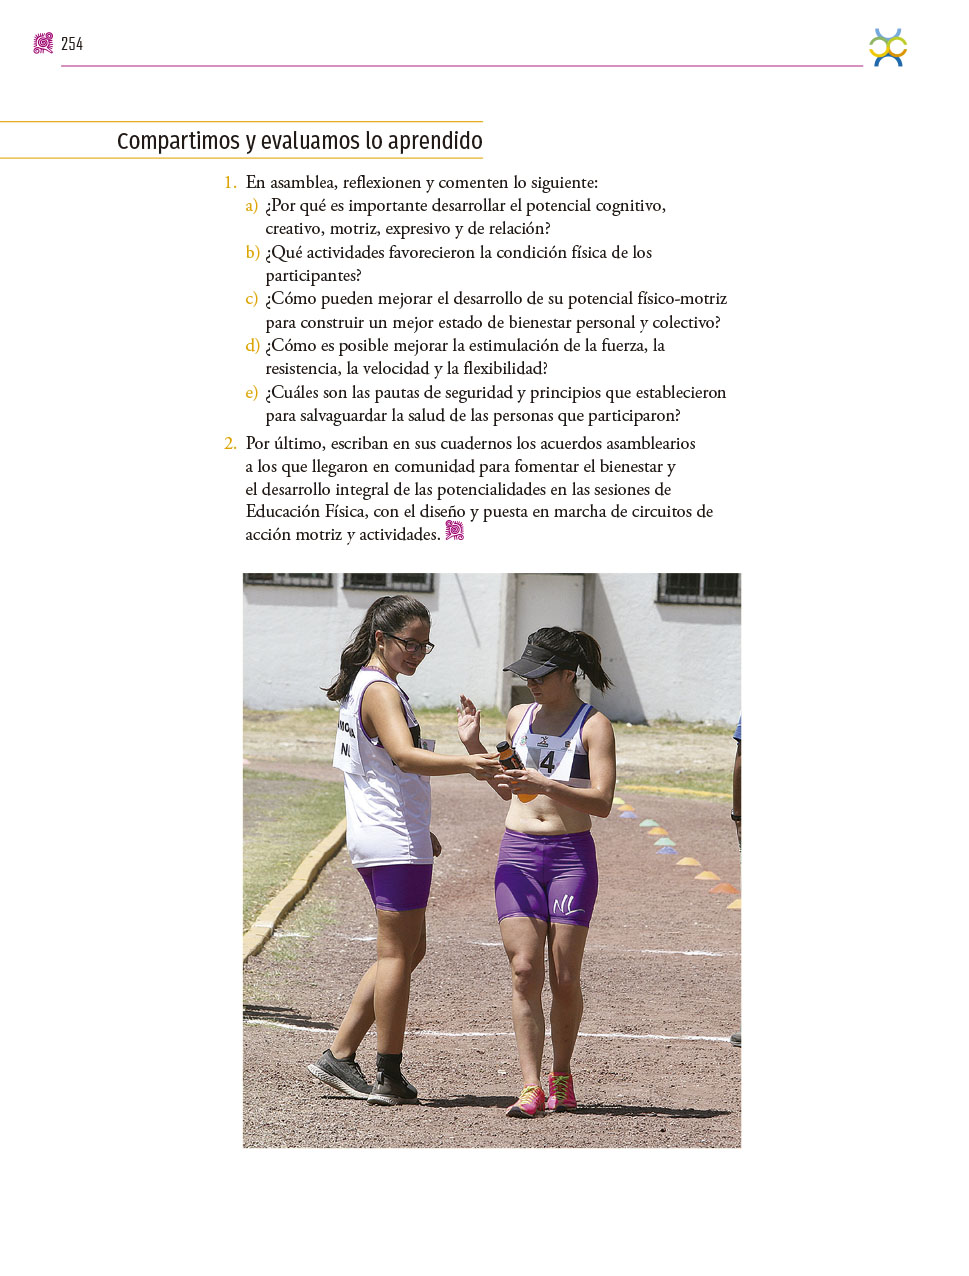 254
Compartimos y evaluamos lo aprendido
1. En asamblea, reflexionen y comenten lo siguiente:
a) ¿Por qué es importante desarrollar el potencial cognitivo,
creativo, motriz, expresivo y de relación?
b) ¿Qué actividades favorecieron la condición física de los
participantes?
c) ¿Cómo pueden mejorar el desarrollo de su potencial físico-motriz
para construir un mejor estado de bienestar personal y colectivo?
d) ¿Cómo es posible mejorar la estimulación de la fuerza, la
resistencia, la velocidad y la flexibilidad?
e) ¿Cuáles son las pautas de seguridad y principios que establecieron
para salvaguardar la salud de las personas que participaron?
2. Por último, escriban en sus cuadernos los acuerdos asamblearios
a los que llegaron en comunidad para fomentar el bienestar y
el desarrollo integral de las potencialidades en las sesiones de
Educación Física, con el diseño y puesta en marcha de circuitos de
acción motriz y actividades.
NL
4
NL